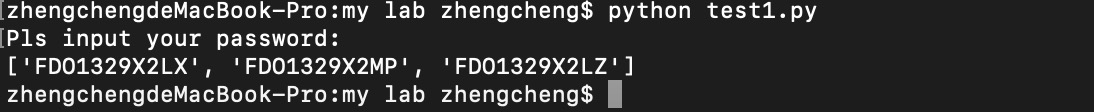 [zhengchengdeMacBook-Pro:my lab zhengcheng$ python test1.py
[Pls input your password:
['FDO1329X2LX', 'FDO1329X2MP', 'FDO1329X2LZ']
zhengchengdeMacBook-Pro:my lab zhengcheng$